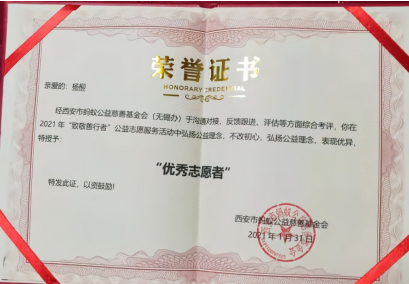 荣誉证书
HONORARY CREDENTIAL
亲爱的：杨彤
经西安市蚂蚁公益慈善基金会（无锡办）于沟通对接、反馈跟进、评估等方面综合考评，你在
2021年“致敬善行者”公益志愿服务活动中弘扬公益理念，不改初心，弘扬公益理念，表现优异，
特授予：
“优秀志愿者”
特发此证，以资鼓励！
西安市蚂蚁公益慈善基金会
2021年1月31日